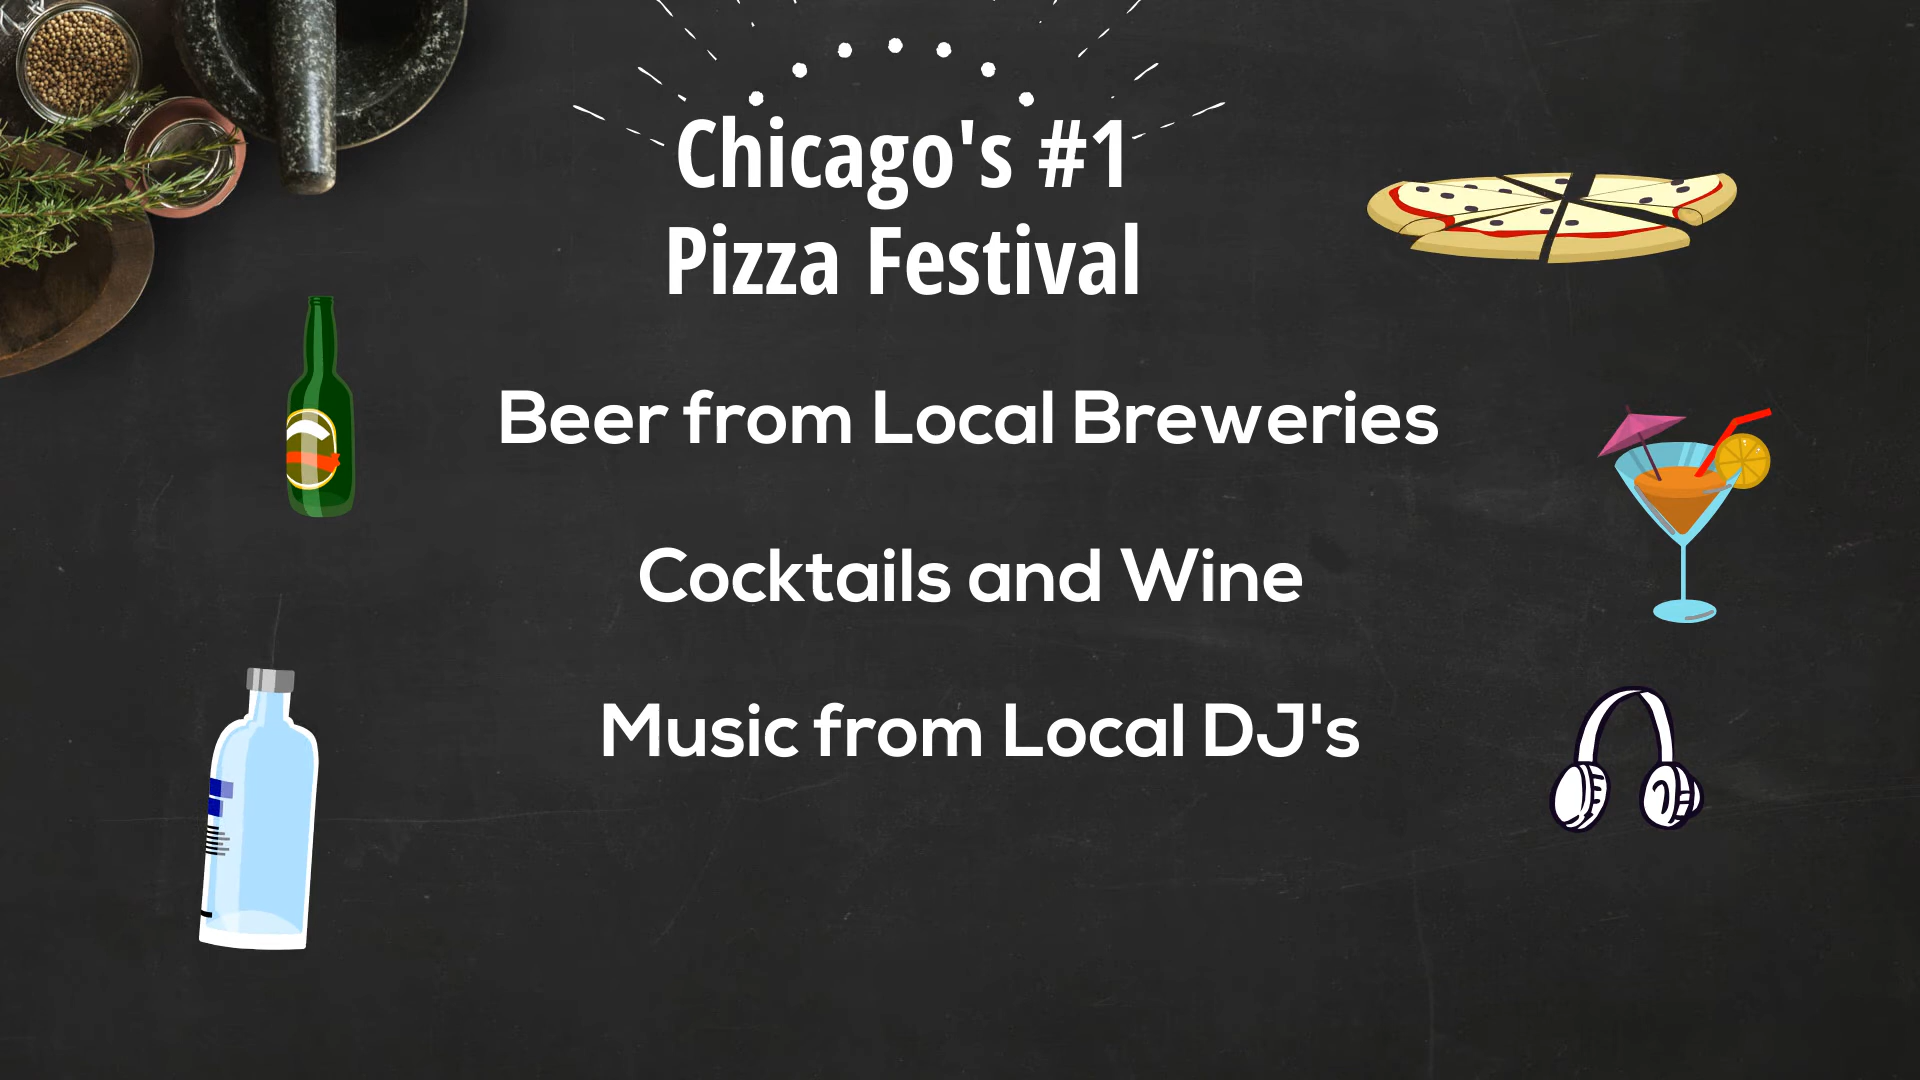 Chicago's #1
Pizza Festival
Beer from Local Breweries
Cocktails and Wine
Music from Local DJ's